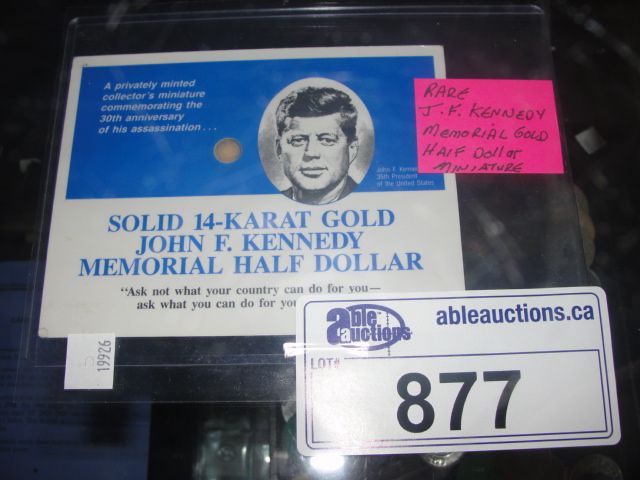 A privately minted
collector's miniature
commemorating the
30th anniversary
of his assassination . . .
John F. Kenne
35th President
of the United States
RARE
J.F. KENNEDY
MEMORIAL GOLD
HALF Dollar
MINIATURE
SOLID 14-KARAT GOLD
JOHN F. KENNEDY
MEMORIAL HALF DOLLAR
"Ask not what your country can do for you—
ask what you can do for yo
19926
able
auctions
ableauctions.ca
LOT#
877